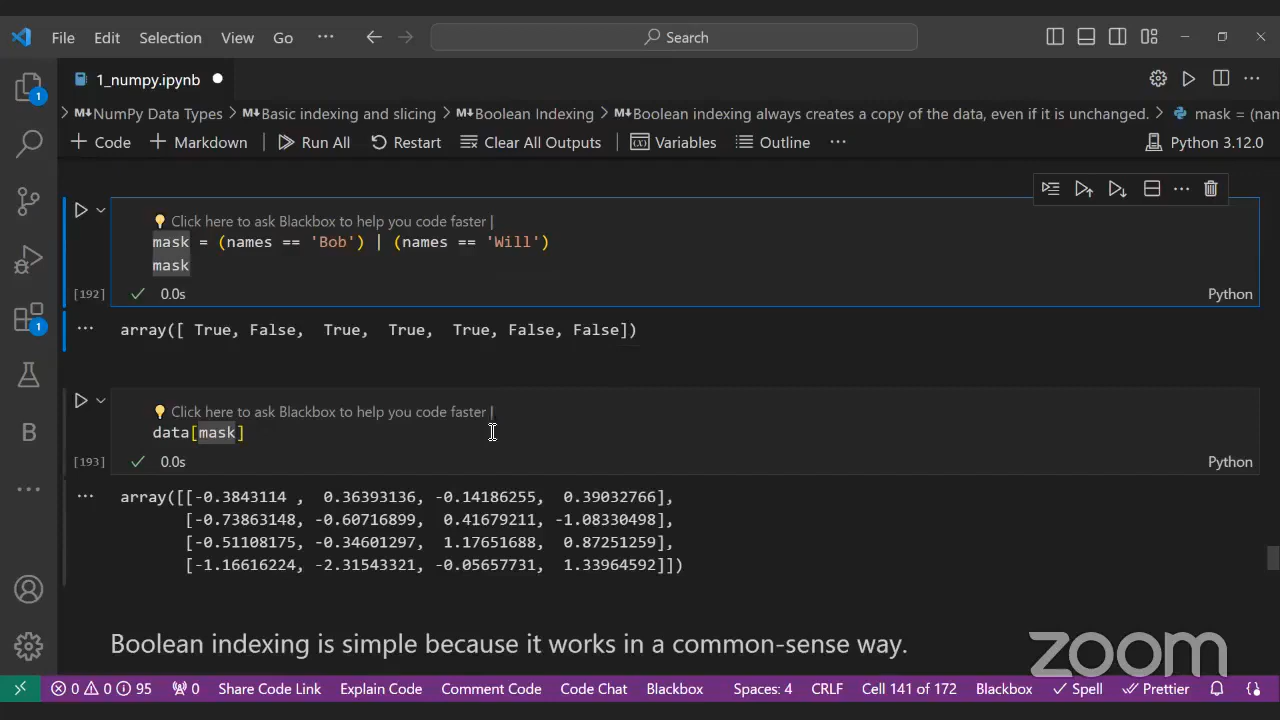 File Edit Selection View Go ··· Search
1_numpy.ipynb
NumPy Data Types > Basic indexing and slicing > Boolean Indexing > Boolean indexing always creates a copy of the data, even if it is unchanged. > mask = (nan
+ Code + Markdown Run All Restart Clear All Outputs Variables Outline ··· Python 3.12.0
Click here to ask Blackbox to help you code faster |
mask = (names == 'Bob') | (names == 'Will')
mask
[192] 0.0s Python
array([ True, False,  True,  True,  True, False, False])
Click here to ask Blackbox to help you code faster |
data[mask]
[193] 0.0s Python
array([[-0.3843114 ,  0.36393136, -0.14186255,  0.39032766],
[-0.73863148, -0.60716899,  0.41679211, -1.08330498],
[-0.51108175, -0.34601297,  1.17651688,  0.87251259],
[-1.16616224, -2.31543321, -0.05657731,  1.33964592]])
Boolean indexing is simple because it works in a common-sense way.
zoom
0 0 95 0 Share Code Link Explain Code Comment Code Code Chat Blackbox Spaces: 4 CRLF Cell 141 of 172 Blackbox Spell Prettier
1
1
B